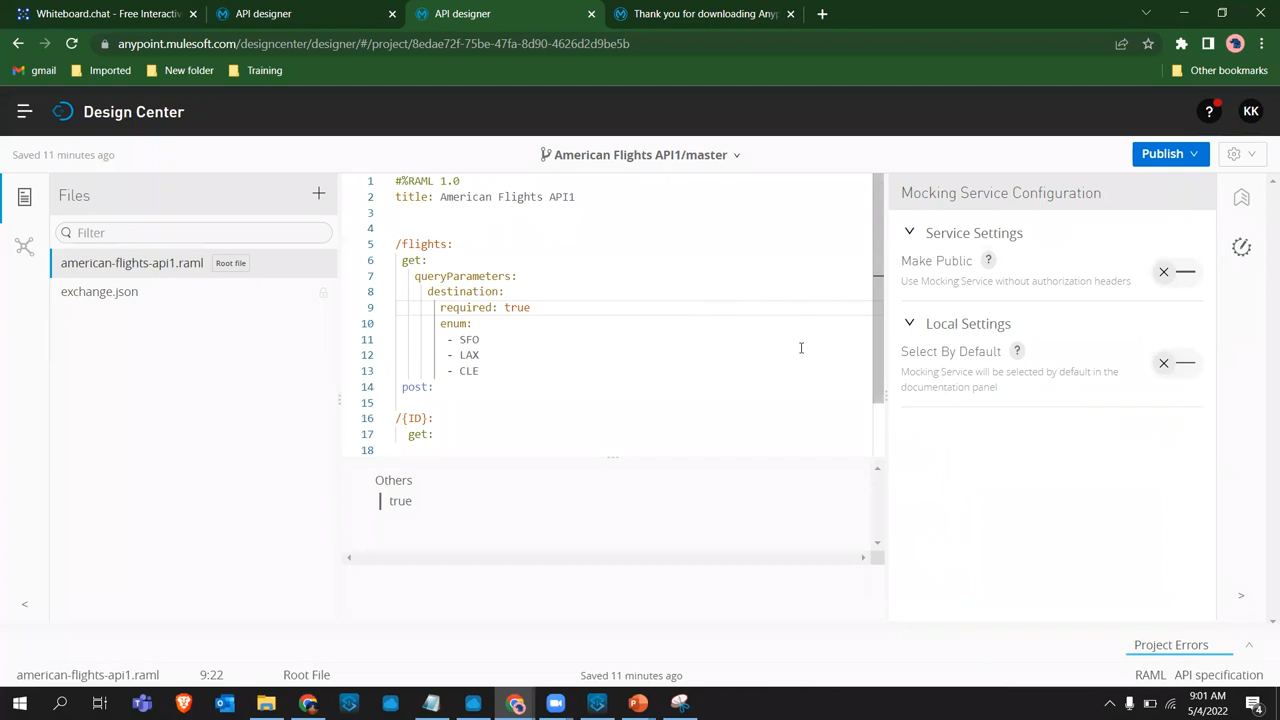 Whiteboard.chat - Free Interactiv
API designer
API designer
Thank you for downloading Anyp
anypoint.mulesoft.com/designcenter/designer/#/project/8edae72f-75be-47fa-8d90-4626d2d9be5b
gmail
Imported
New folder
Training
Other bookmarks
Design Center
?
KK
Saved 11 minutes ago
American Flights API1/master
Publish
Files
Filter
american-flights-api1.raml
Root file
exchange.json
1 #%RAML 1.0
2 title: American Flights API1
3
4
5 /flights:
6 get:
7 queryParameters:
8 destination:
9 required: true
10 enum:
11 - SFO
12 - LAX
13 - CLE
14 post:
15
16 /{ID}:
17 get:
18
Others
true
Mocking Service Configuration
Service Settings
Make Public ?
Use Mocking Service without authorization headers
Local Settings
Select By Default ?
Mocking Service will be selected by default in the
documentation panel
Project Errors
american-flights-api1.raml
9:22
Root File
Saved 11 minutes ago
RAML
API specification
9:01 AM
5/4/2022
4